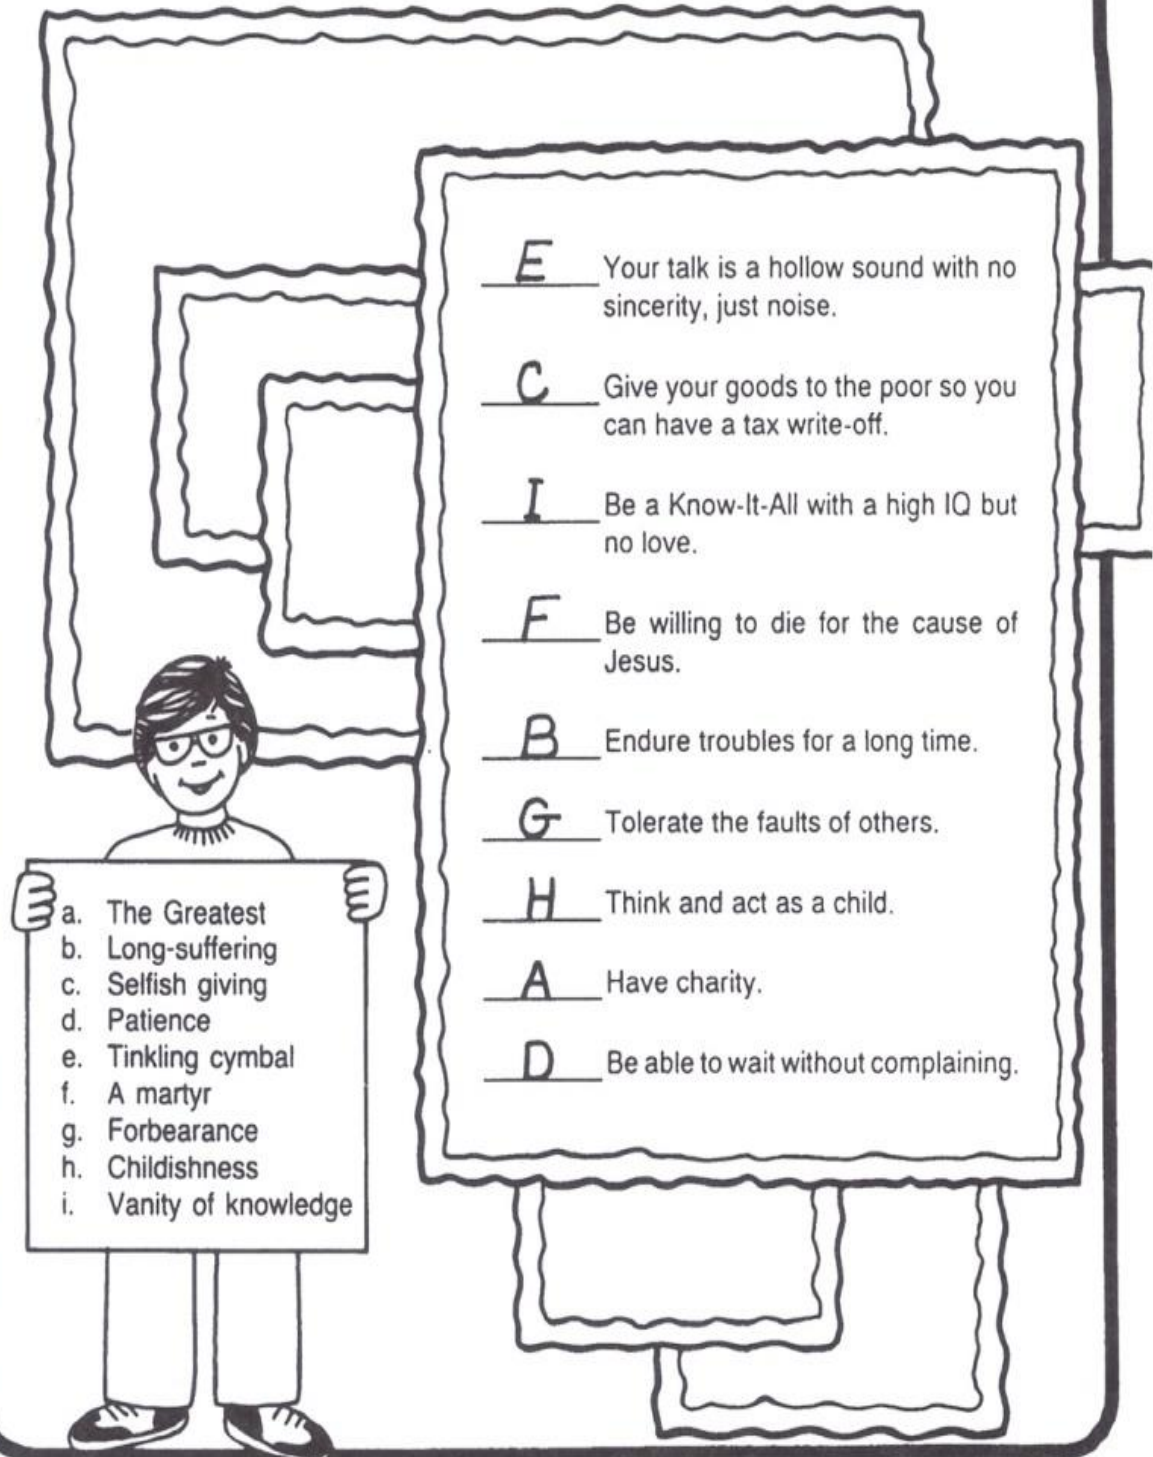 E Your talk is a hollow sound with no
sincerity, just noise.
C Give your goods to the poor so you
can have a tax write-off.
I Be a Know-It-All with a high IQ but
no love.
F Be willing to die for the cause of
Jesus.
B Endure troubles for a long time.
G Tolerate the faults of others.
H Think and act as a child.
A Have charity.
D Be able to wait without complaining.
a. The Greatest
b. Long-suffering
c. Selfish giving
d. Patience
e. Tinkling cymbal
f. A martyr
g. Forbearance
h. Childishness
i. Vanity of knowledge